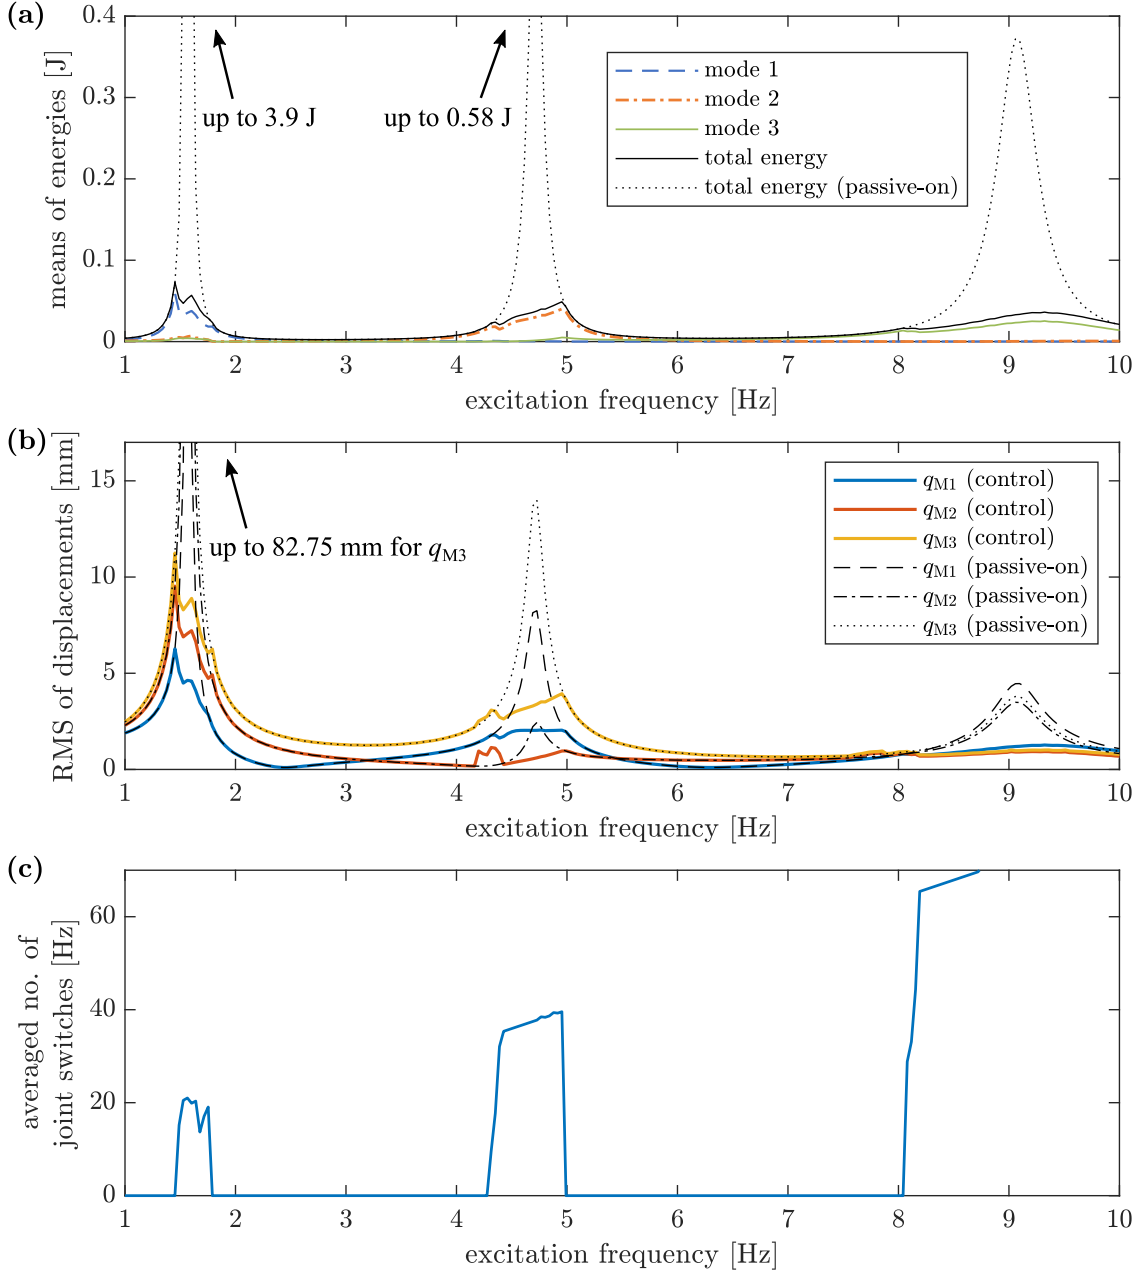 (a)
means of energies [J]
0.4
0.3
0.2
0.1
0
up to 3.9 J
up to 0.58 J
mode 1
mode 2
mode 3
total energy
total energy (passive-on)
1 2 3 4 5 6 7 8 9 10
excitation frequency [Hz]
(b)
RMS of displacements [mm]
15
10
5
0
up to 82.75 mm for qM3
qM1 (control)
qM2 (control)
qM3 (control)
qM1 (passive-on)
qM2 (passive-on)
qM3 (passive-on)
1 2 3 4 5 6 7 8 9 10
excitation frequency [Hz]
(c)
averaged no. of
joint switches [Hz]
60
40
20
0
1 2 3 4 5 6 7 8 9 10
excitation frequency [Hz]